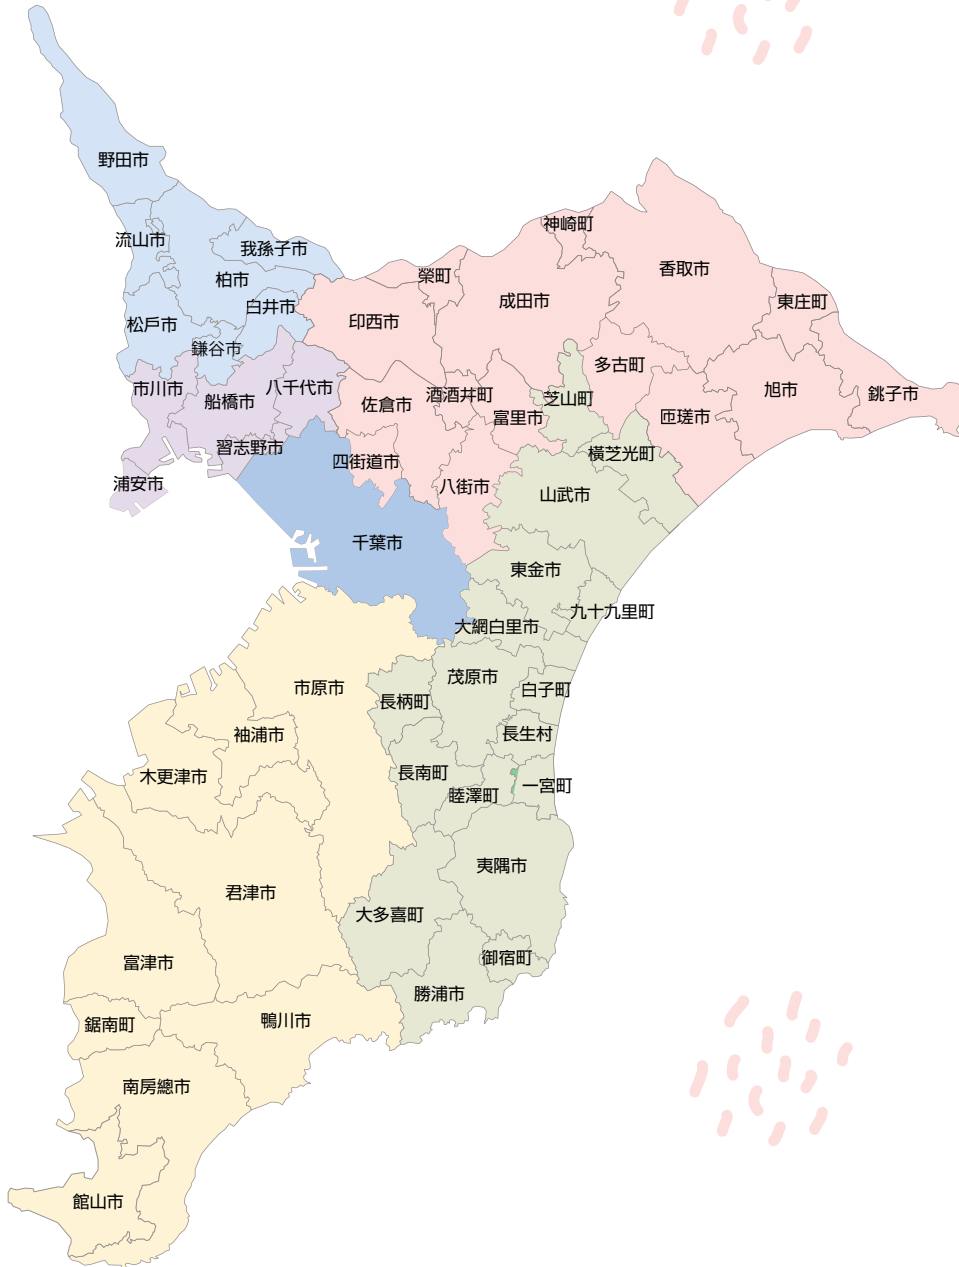 野田市
神崎町
流山市
我孫子市
香取市
柏市
榮町
成田市
東庄町
白井市
印西市
松戶市
鎌谷市
多古町
市川市
八千代市
船橋市
佐倉市
酒酒井町
芝山町
旭市
銚子市
富里市
匝瑳市
習志野市
橫芝光町
四街道市
浦安市
八街市
山武市
千葉市
東金市
九十九里町
大網白里市
茂原市
市原市
白子町
長柄町
袖浦市
長生村
木更津市
長南町
一宮町
睦澤町
夷隅市
君津市
大多喜町
富津市
御宿町
勝浦市
鋸南町
鴨川市
南房總市
館山市